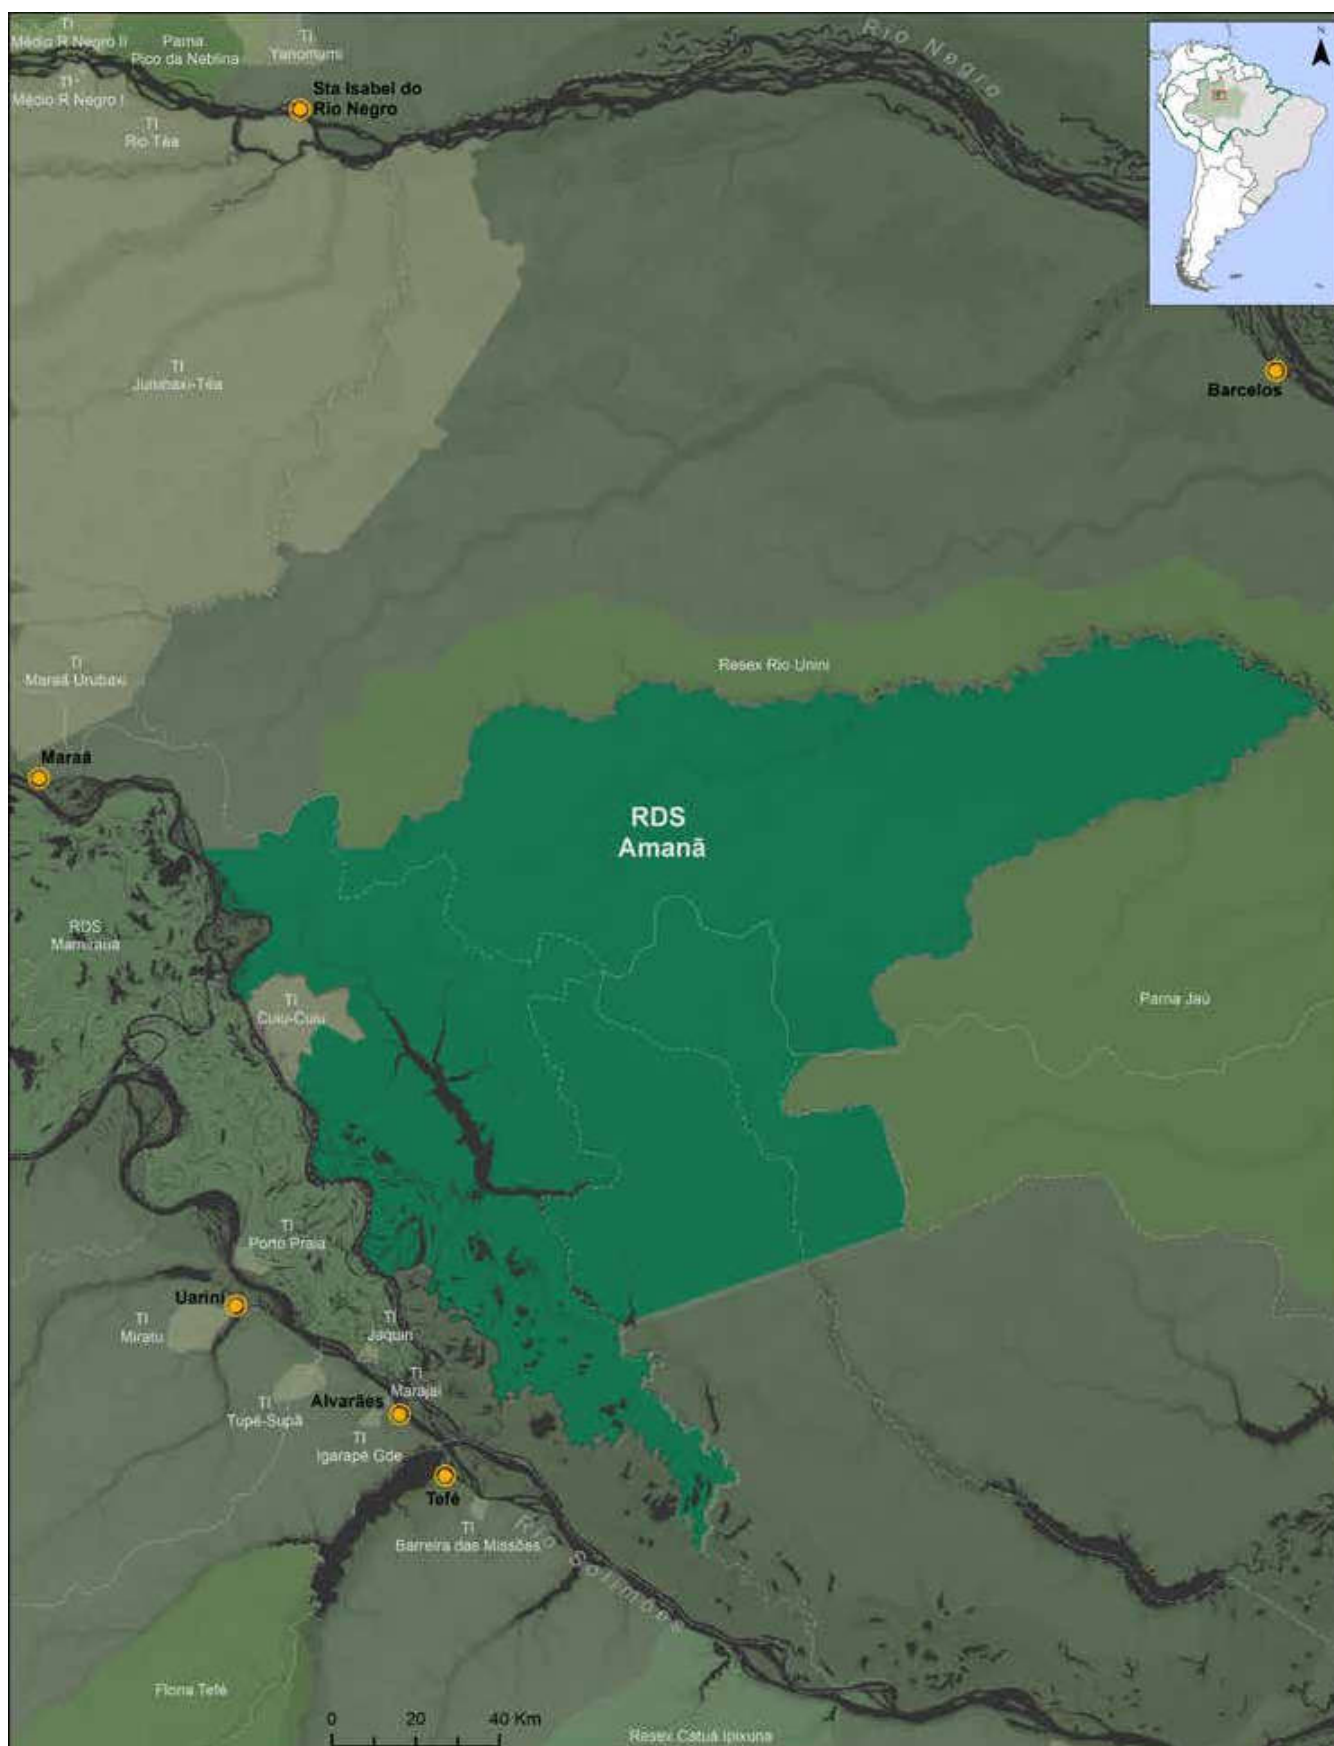 TI
Médio R Negro II
Parna
Pico da Neblina
TI
Yanomami
Rio Negro
N
TI
Médio R Negro I
Sta Isabel do
Rio Negro
TI
Rio Téa
TI
Jurubaxi-Téa
Barcelos
TI
Maraã Urubaxi
Resex Rio Unini
Maraã
RDS
Amanã
RDS
Mamirauá
TI
Cuiu-Cuiu
Parna Jaú
TI
Porto Praia
Uarini
TI
Miratu
TI
Jaquiri
TI
Marajai
Alvarães
TI
Tupé-Supã
TI
Igarapé Gde
Tefé
TI
Barreira das Missões
Rio Solimões
Flona Tefé
0 20 40 Km
Resex Catuá Ipixuna